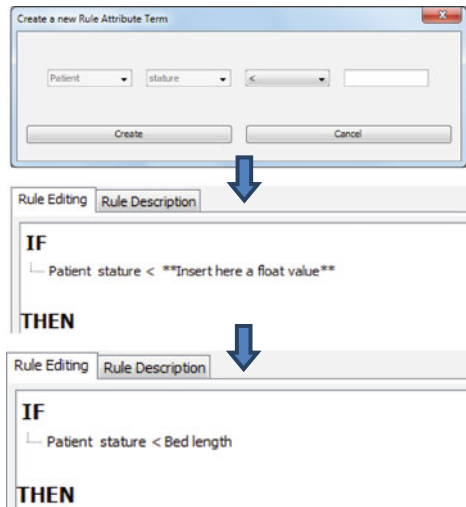 Create a new Rule Attribute Term
Patient stature <
Create Cancel
Rule Editing Rule Description
IF
Patient stature < **Insert here a float value**
THEN
Rule Editing Rule Description
IF
Patient stature < Bed length
THEN